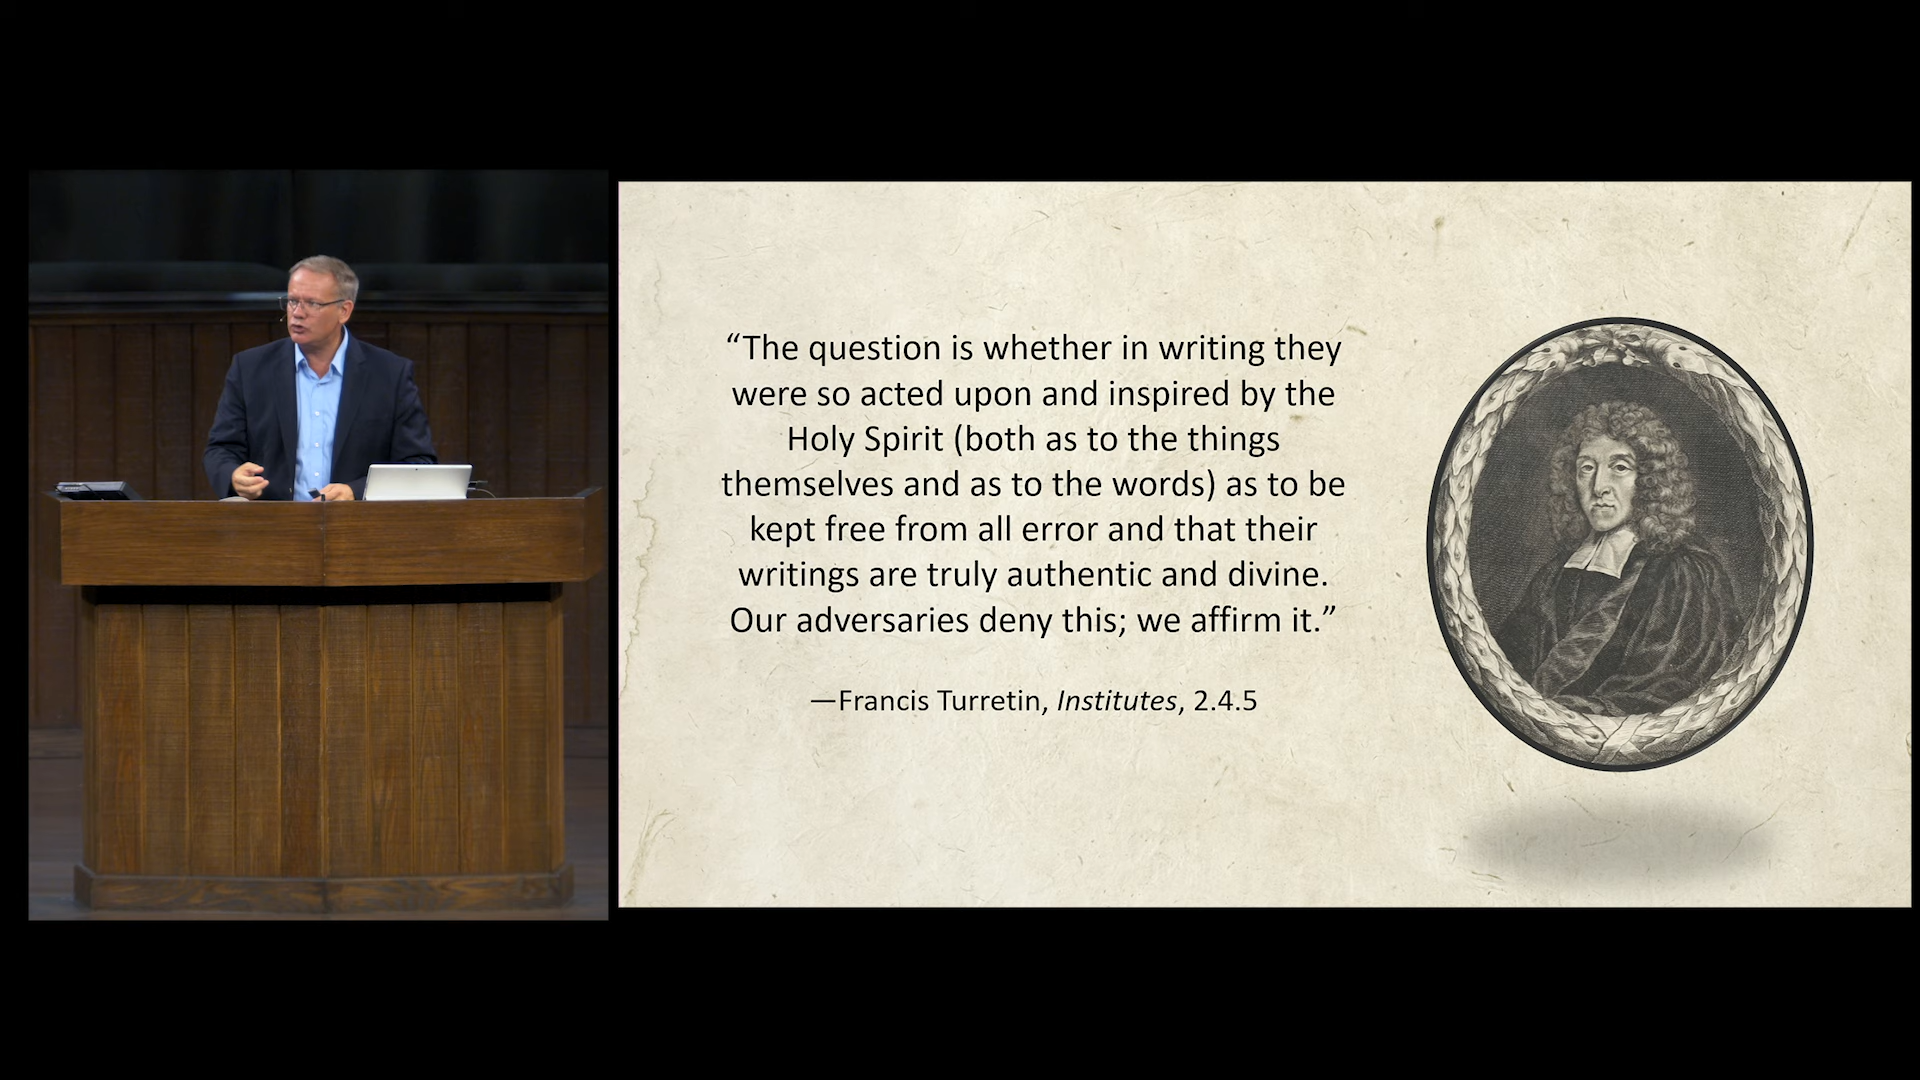 “The question is whether in writing they
were so acted upon and inspired by the
Holy Spirit (both as to the things
themselves and as to the words) as to be
kept free from all error and that their
writings are truly authentic and divine.
Our adversaries deny this; we affirm it.”
—Francis Turretin, Institutes, 2.4.5